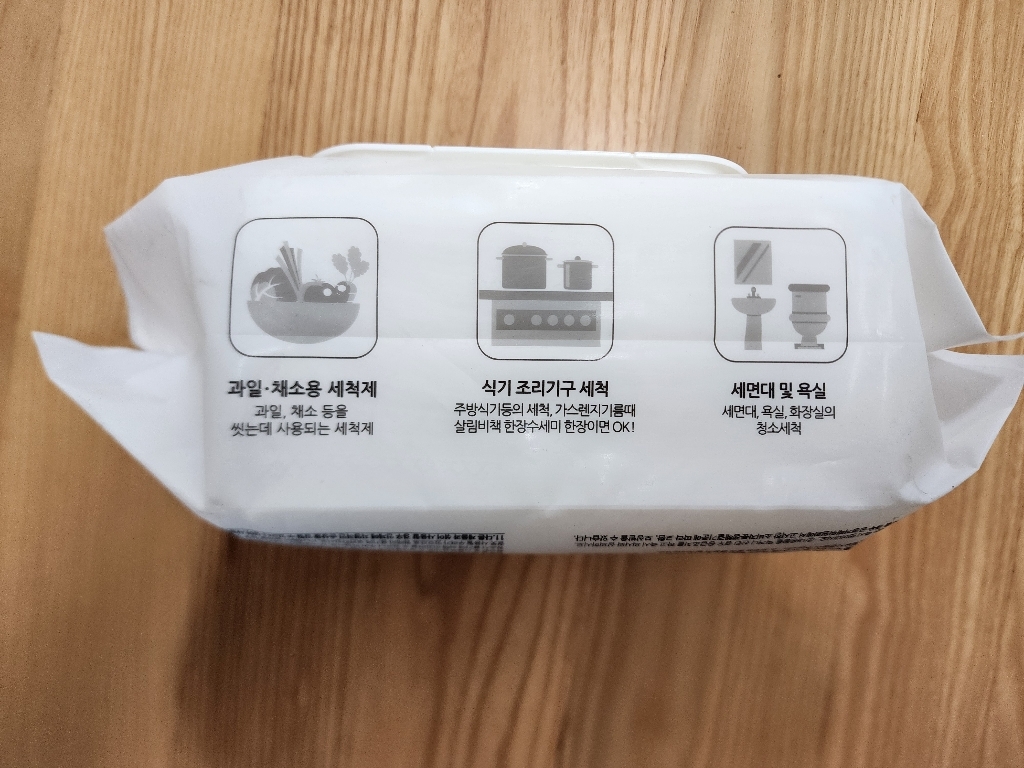 과일·채소용 세척제
과일, 채소 등을
씻는데 사용되는 세척제
식기 조리기구 세척
주방식기등의 세척, 가스렌지기름때
살림비책 한장수세미 한장이면 OK!
세면대 및 욕실
세면대, 욕실, 화장실의
청소세척